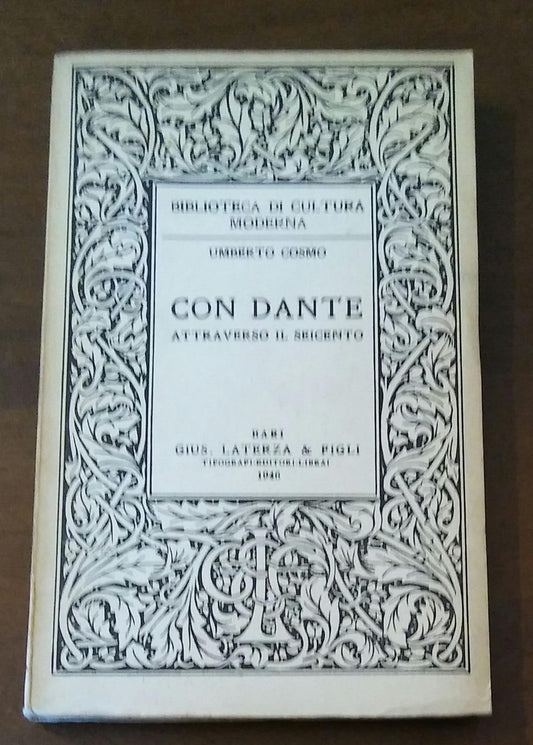 BIBLIOTECA DI CULTURA
MODERNA
UMBERTO COSMO
CON DANTE
ATTRAVERSO IL SEICENTO
BARI
GIUS. LATERZA & FIGLI
TIPOGRAFI-EDITORI-LIBRAI
1946